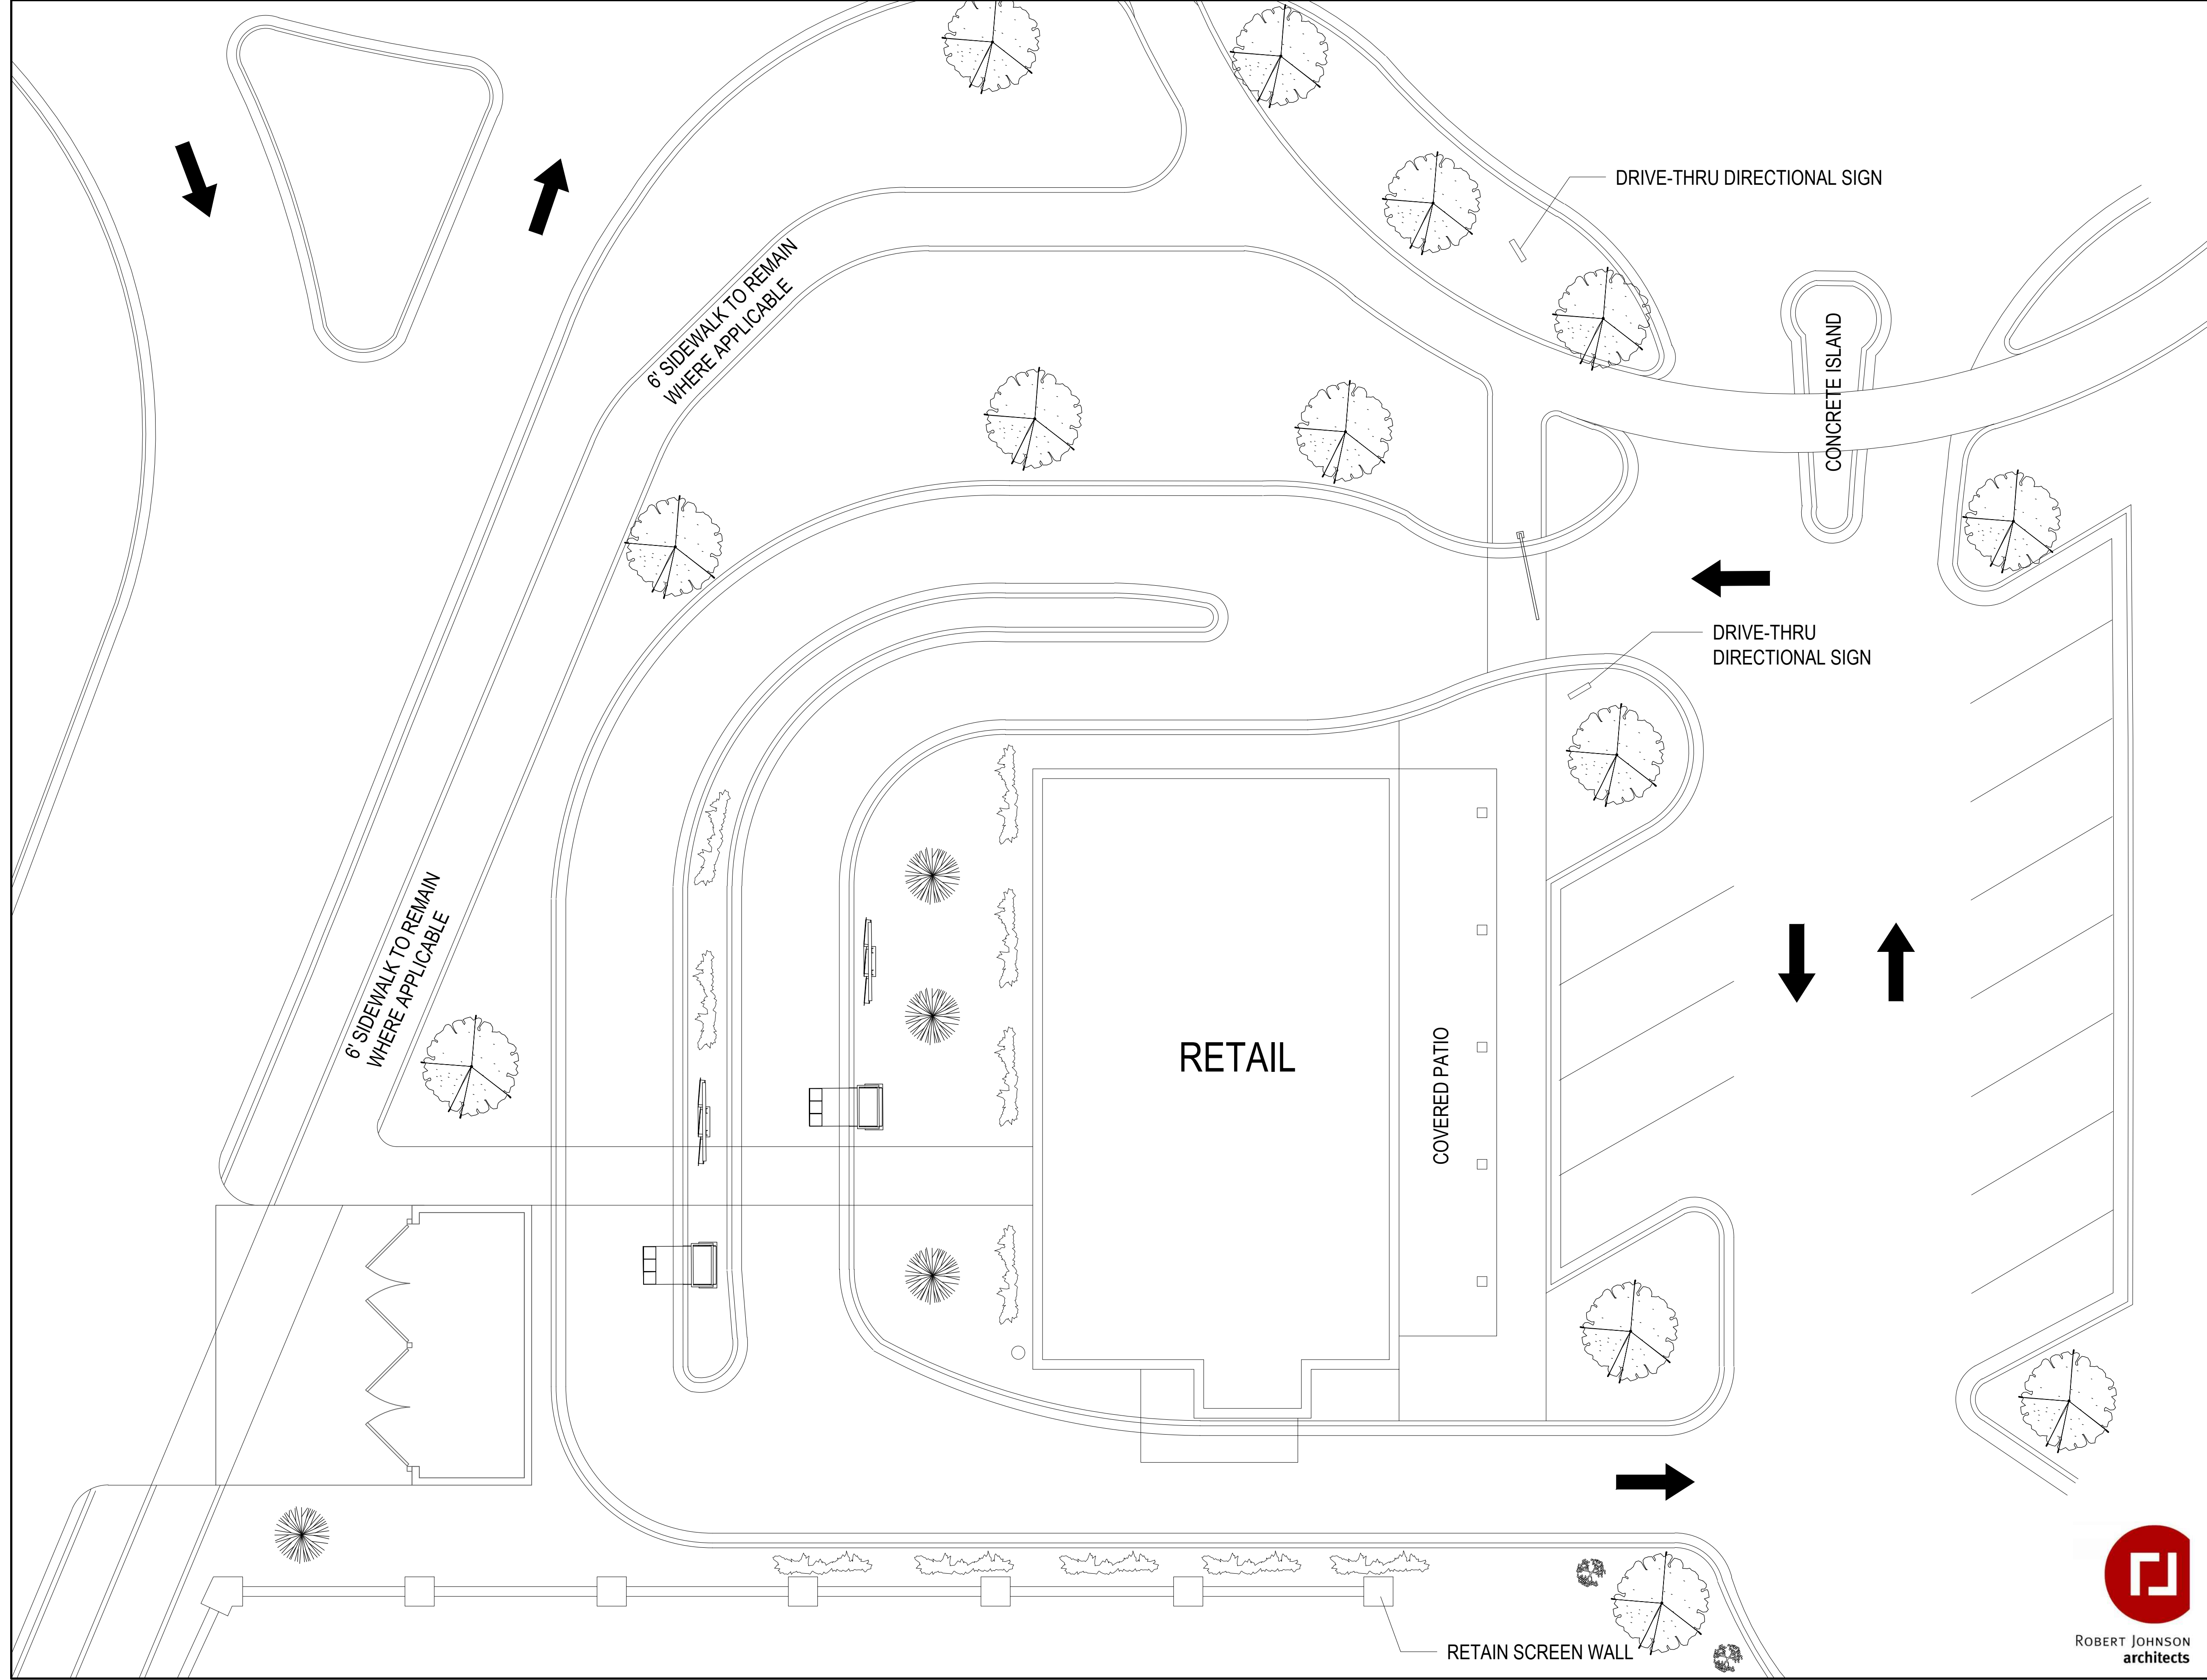 DRIVE-THRU DIRECTIONAL SIGN
6' SIDEWALK TO REMAIN
WHERE APPLICABLE
CONCRETE ISLAND
DRIVE-THRU
DIRECTIONAL SIGN
6' SIDEWALK TO REMAIN
WHERE APPLICABLE
RETAIL
COVERED PATIO
RETAIN SCREEN WALL
ROBERT JOHNSON
architects